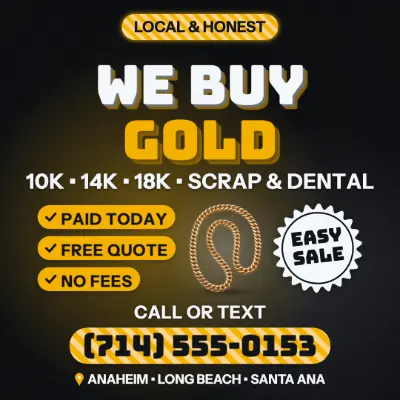 LOCAL & HONEST
WE BUY
GOLD
10K ▪ 14K ▪ 18K ▪ SCRAP & DENTAL
PAID TODAY
FREE QUOTE
NO FEES
EASY
SALE
CALL OR TEXT
(714) 555-0153
ANAHEIM ▪ LONG BEACH ▪ SANTA ANA